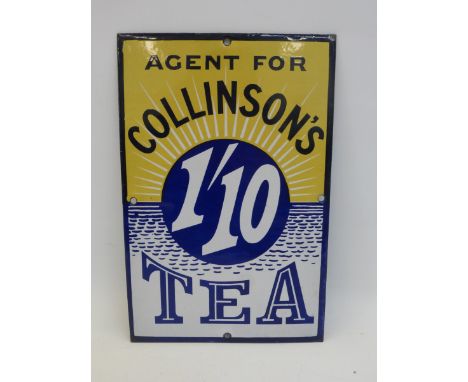 AGENT FOR
COLLINSON'S
1'10
TEA